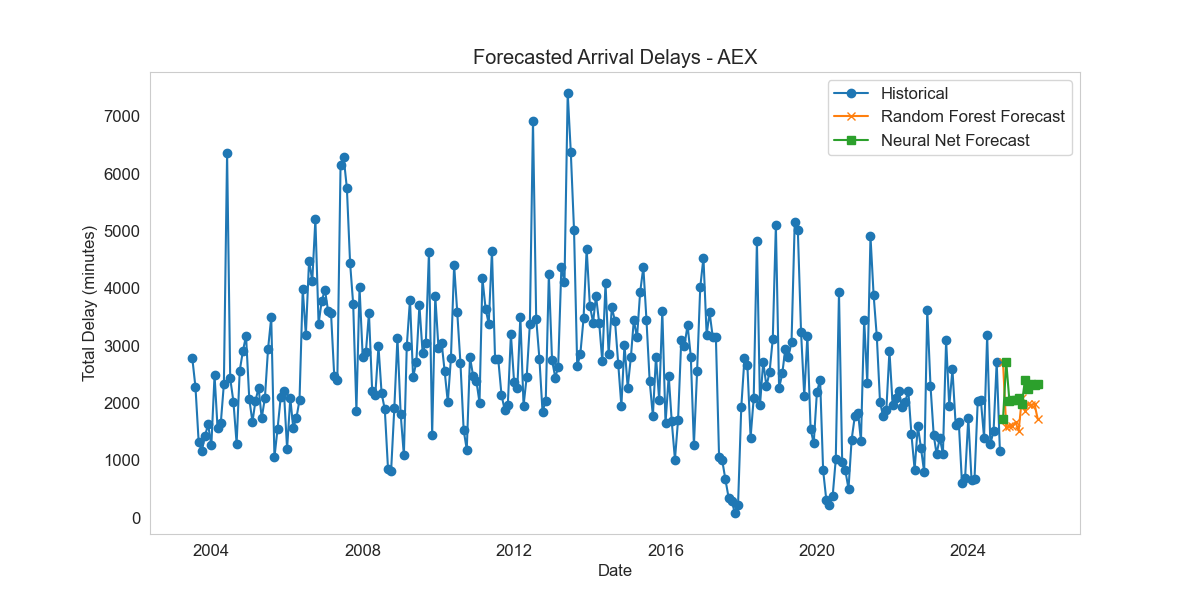 Forecasted Arrival Delays - AEX
Historical
Random Forest Forecast
Neural Net Forecast
Total Delay (minutes)
7000
6000
5000
4000
3000
2000
1000
0
2004 2008 2012 2016 2020 2024
Date